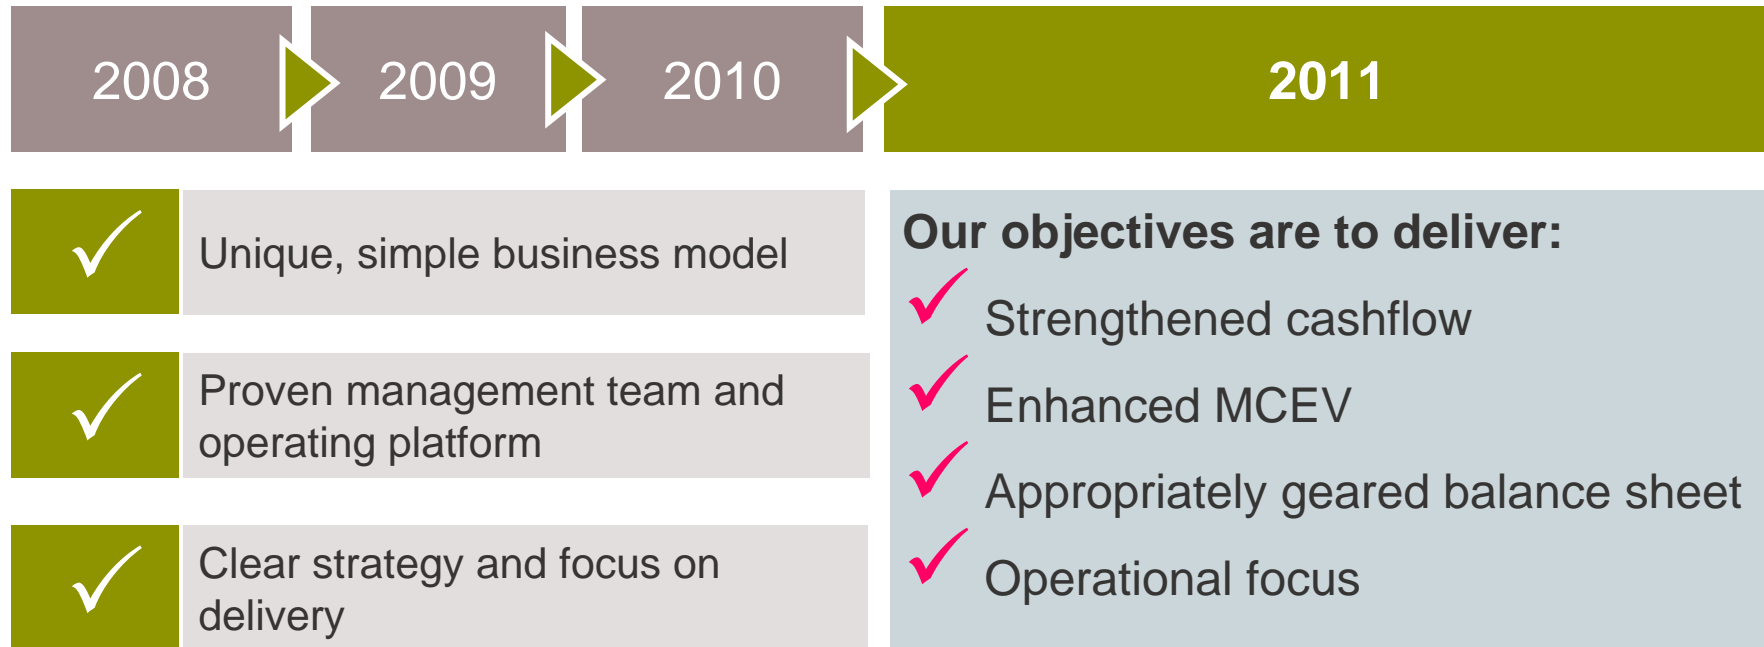 2008
2009
2010
2011
Unique, simple business model
Proven management team and
operating platform
Clear strategy and focus on
delivery
Our objectives are to deliver:
Strengthened cashflow
Enhanced MCEV
Appropriately geared balance sheet
Operational focus